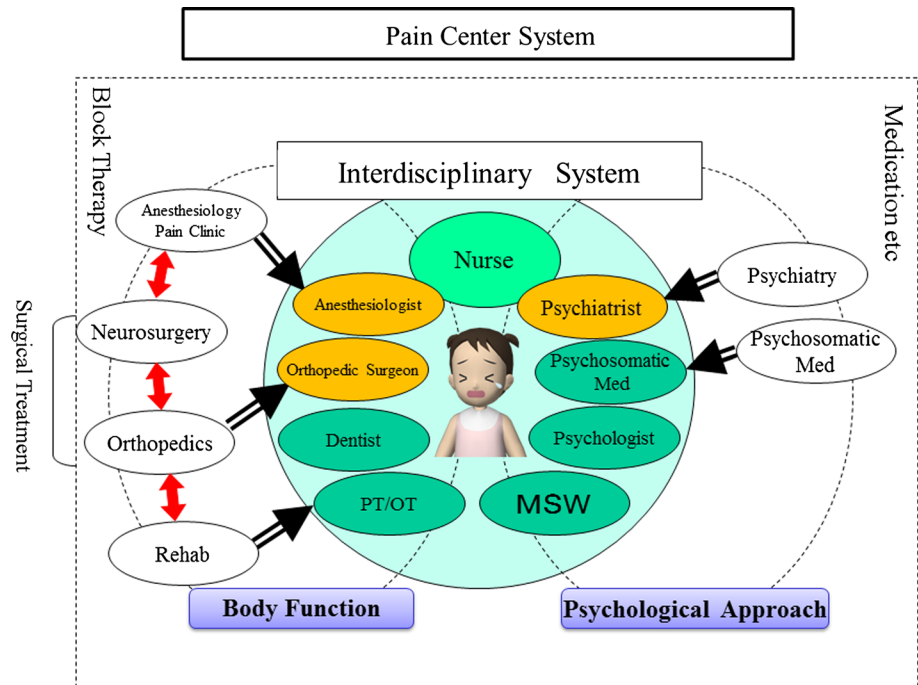 Pain Center System
Block Therapy
Medication etc
Interdisciplinary System
Anesthesiology
Pain Clinic
Nurse
Psychiatry
Anesthesiologist
Psychiatrist
Surgical Treatment
Neurosurgery
Psychosomatic
Med
Orthopedic Surgeon
Psychosomatic
Med
Orthopedics
Dentist
Psychologist
PT/OT
MSW
Rehab
Body Function
Psychological Approach